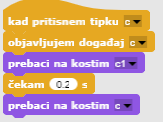 kad pritisnem tipku c
objavljujem događaj c
prebaci na kostim c1
čekam 0.2 s
prebaci na kostim c